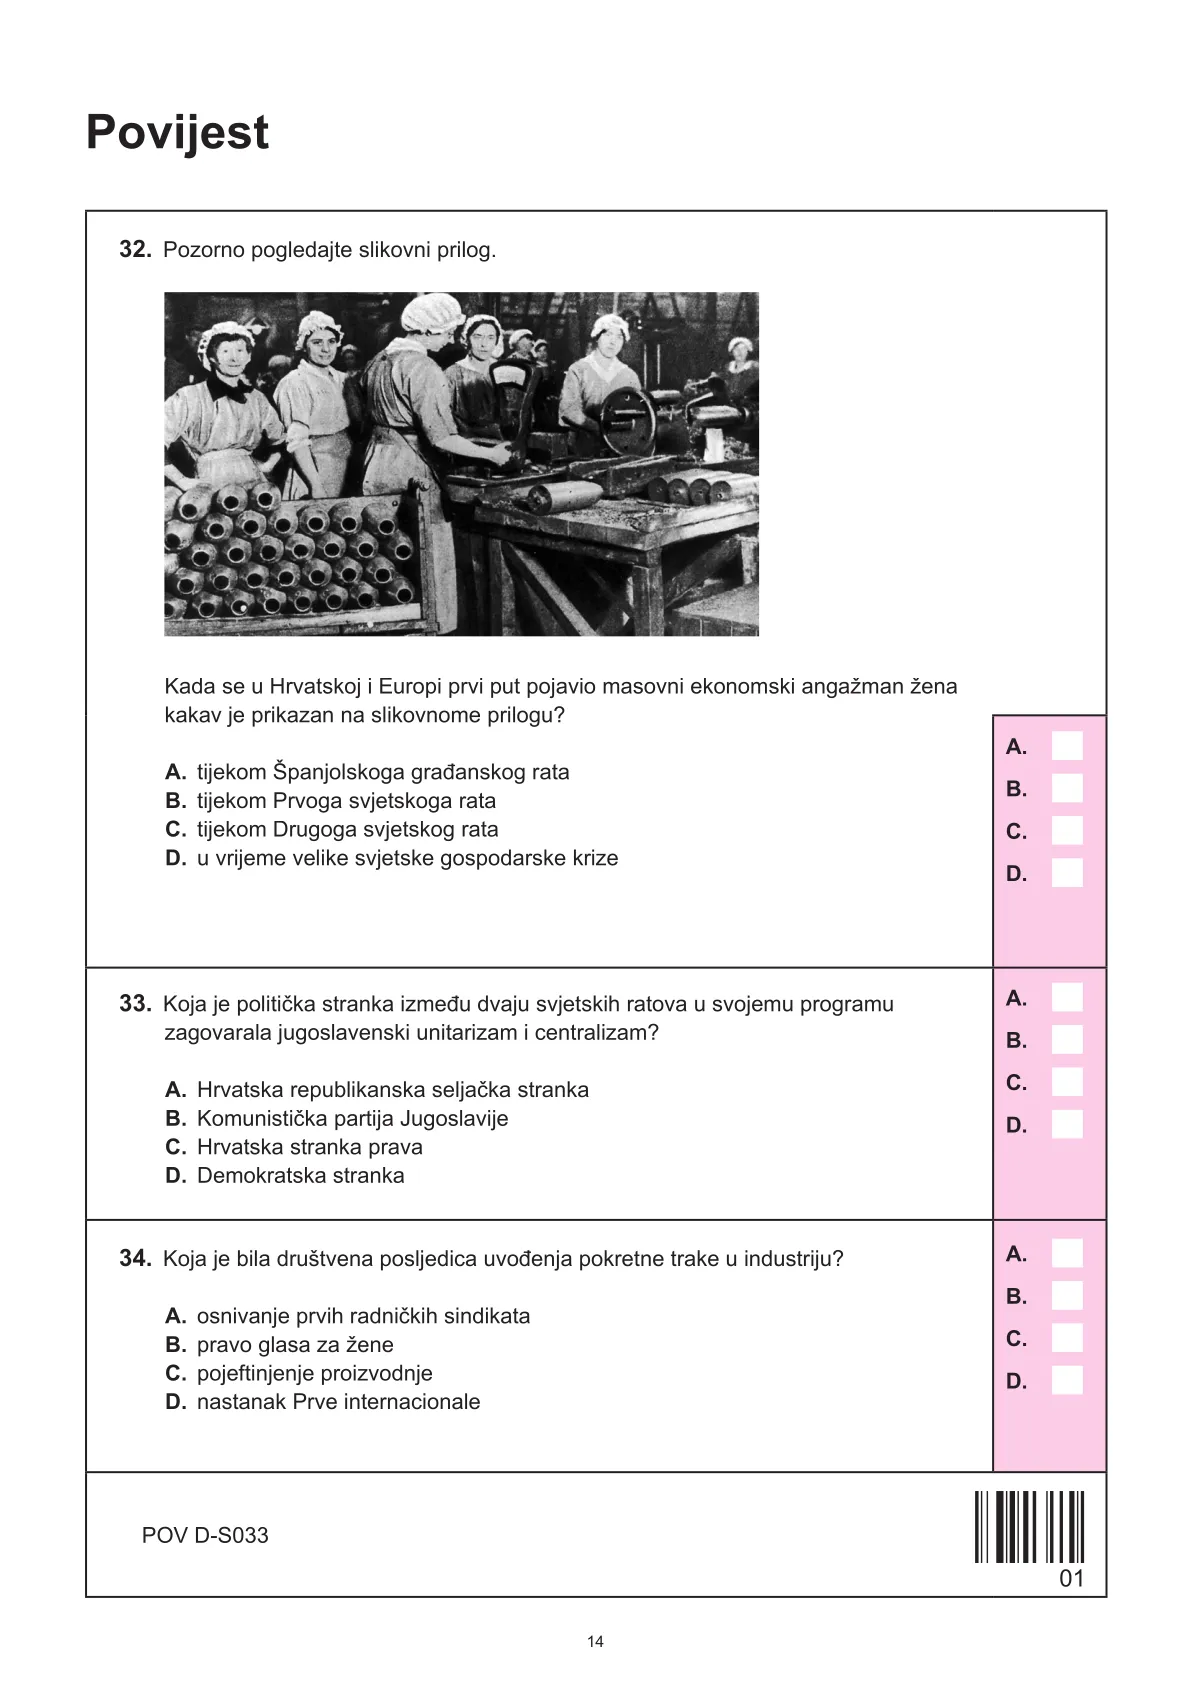 Povijest
32. Pozorno pogledajte slikovni prilog.
Kada se u Hrvatskoj i Europi prvi put pojavio masovni ekonomski angažman žena
kakav je prikazan na slikovnome prilogu?
A. tijekom Španjolskoga građanskog rata
B. tijekom Prvoga svjetskoga rata
C. tijekom Drugoga svjetskog rata
D. u vrijeme velike svjetske gospodarske krize
A.
B.
C.
D.
33. Koja je politička stranka između dvaju svjetskih ratova u svojemu programu
zagovarala jugoslavenski unitarizam i centralizam?
A. Hrvatska republikanska seljačka stranka
B. Komunistička partija Jugoslavije
C. Hrvatska stranka prava
D. Demokratska stranka
A.
B.
C.
D.
34. Koja je bila društvena posljedica uvođenja pokretne trake u industriju?
A. osnivanje prvih radničkih sindikata
B. pravo glasa za žene
C. pojeftinjenje proizvodnje
D. nastanak Prve internacionale
A.
B.
C.
D.
POV D-S033
01
14